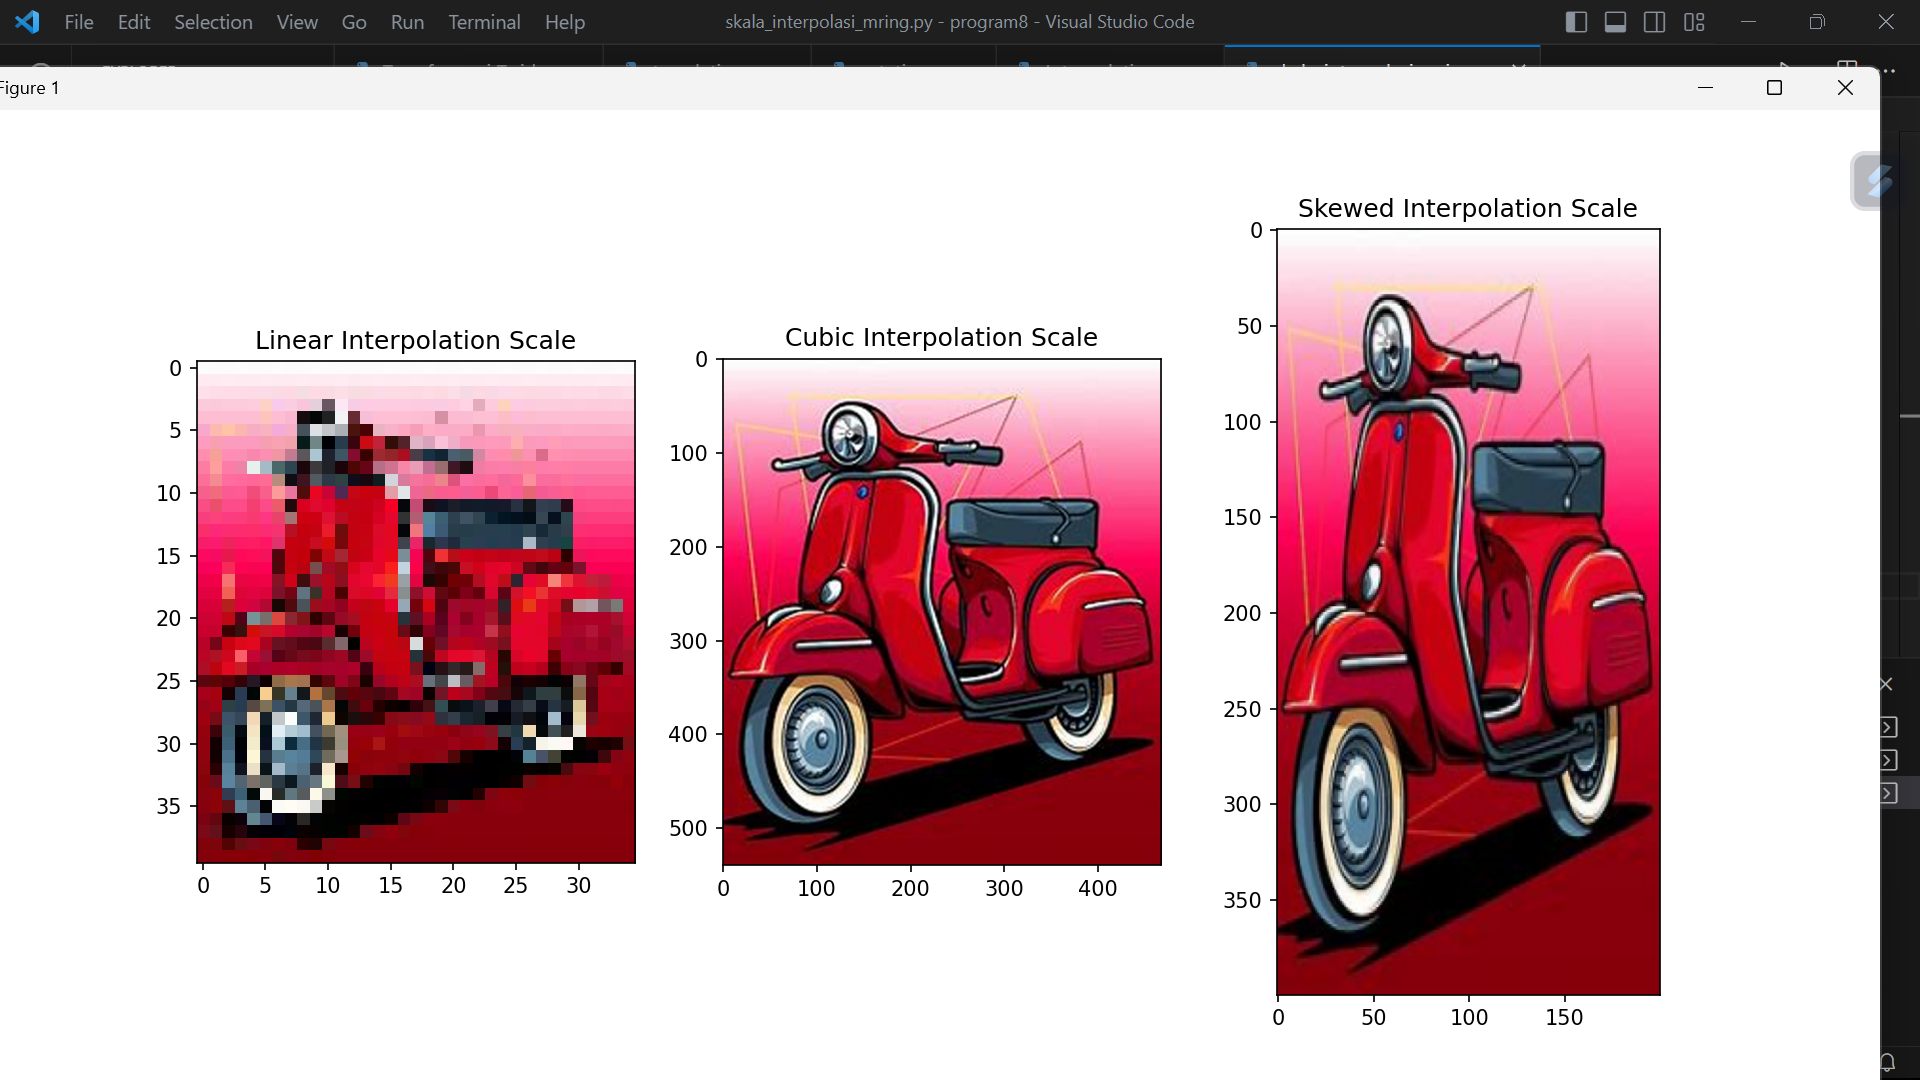 File Edit Selection View Go Run Terminal Help
skala_interpolasi_mring.py - program8 - Visual Studio Code
Figure 1
Linear Interpolation Scale
0
5
10
15
20
25
30
35
0 5 10 15 20 25 30
Cubic Interpolation Scale
0
100
200
300
400
500
0 100 200 300 400
Skewed Interpolation Scale
0
50
100
150
200
250
300
350
0 50 100 150